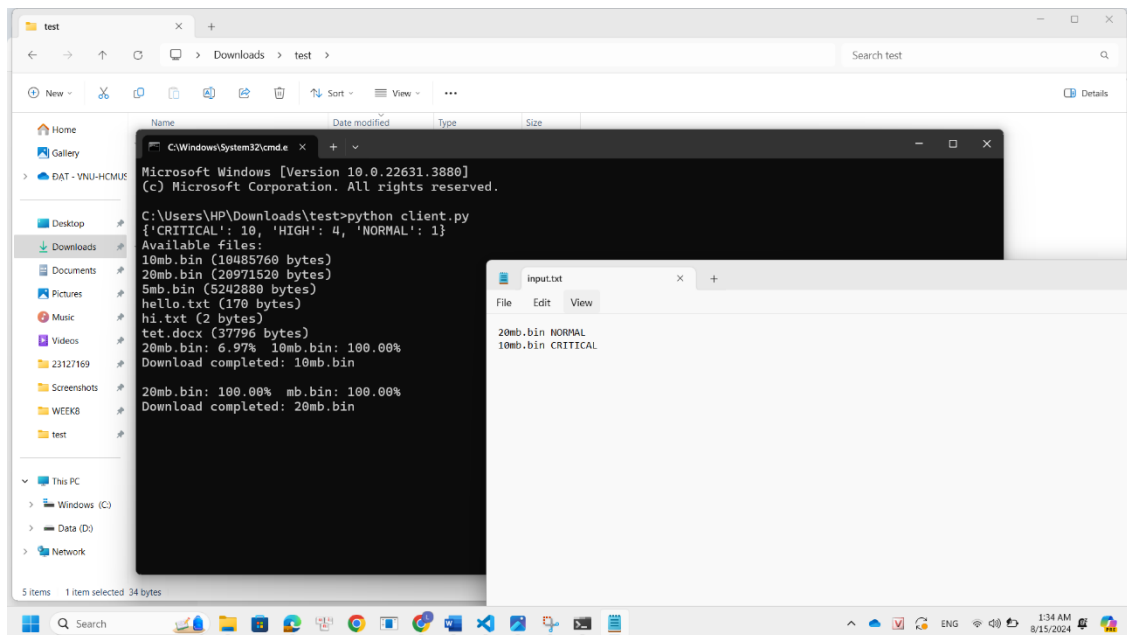 test
Downloads > test >
Search test
New
Sort
View
Details
Name Date modified Type Size
Home
Gallery
ĐẠT - VNU-HCMUS
Desktop
Downloads
Documents
Pictures
Music
Videos
23127169
Screenshots
WEEK8
test
This PC
Windows (C:)
Data (D:)
Network
5 items 1 item selected 34 bytes
C:\Windows\System32\cmd.e
Microsoft Windows [Version 10.0.22631.3880]
(c) Microsoft Corporation. All rights reserved.
C:\Users\HP\Downloads\test>python client.py
{'CRITICAL': 10, 'HIGH': 4, 'NORMAL': 1}
Available files:
10mb.bin (10485760 bytes)
20mb.bin (20971520 bytes)
5mb.bin (5242880 bytes)
hello.txt (170 bytes)
hi.txt (2 bytes)
tet.docx (37796 bytes)
20mb.bin: 6.97% 10mb.bin: 100.00%
Download completed: 10mb.bin
20mb.bin: 100.00% mb.bin: 100.00%
Download completed: 20mb.bin
input.txt
File Edit View
20mb.bin NORMAL
10mb.bin CRITICAL
Search
ENG
1:34 AM
8/15/2024